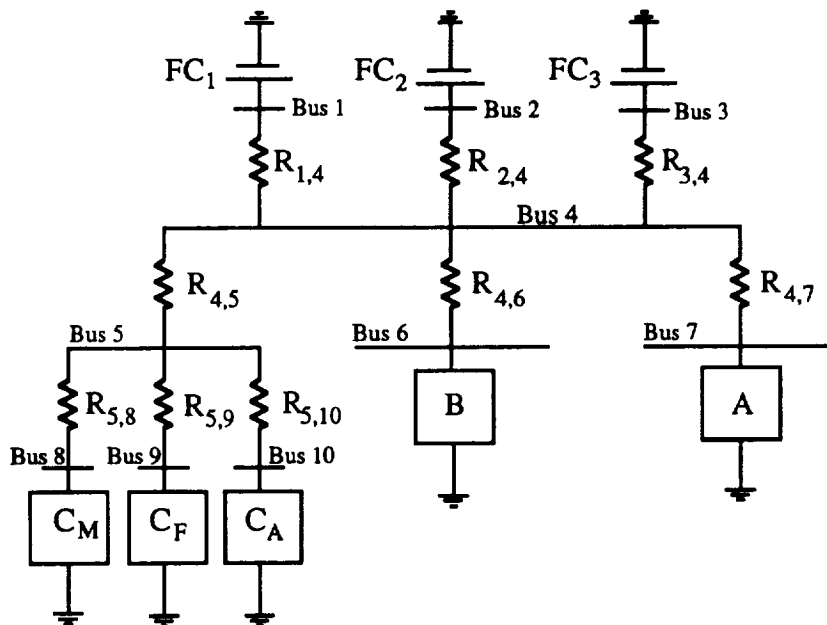 FC1 FC2 FC3
Bus 1 Bus 2 Bus 3
R1,4 R2,4 R3,4
Bus 4
R4,5 R4,6 R4,7
Bus 5 Bus 6 Bus 7
R5,8 R5,9 R5,10 B A
Bus 8 Bus 9 Bus 10
CM CF CA